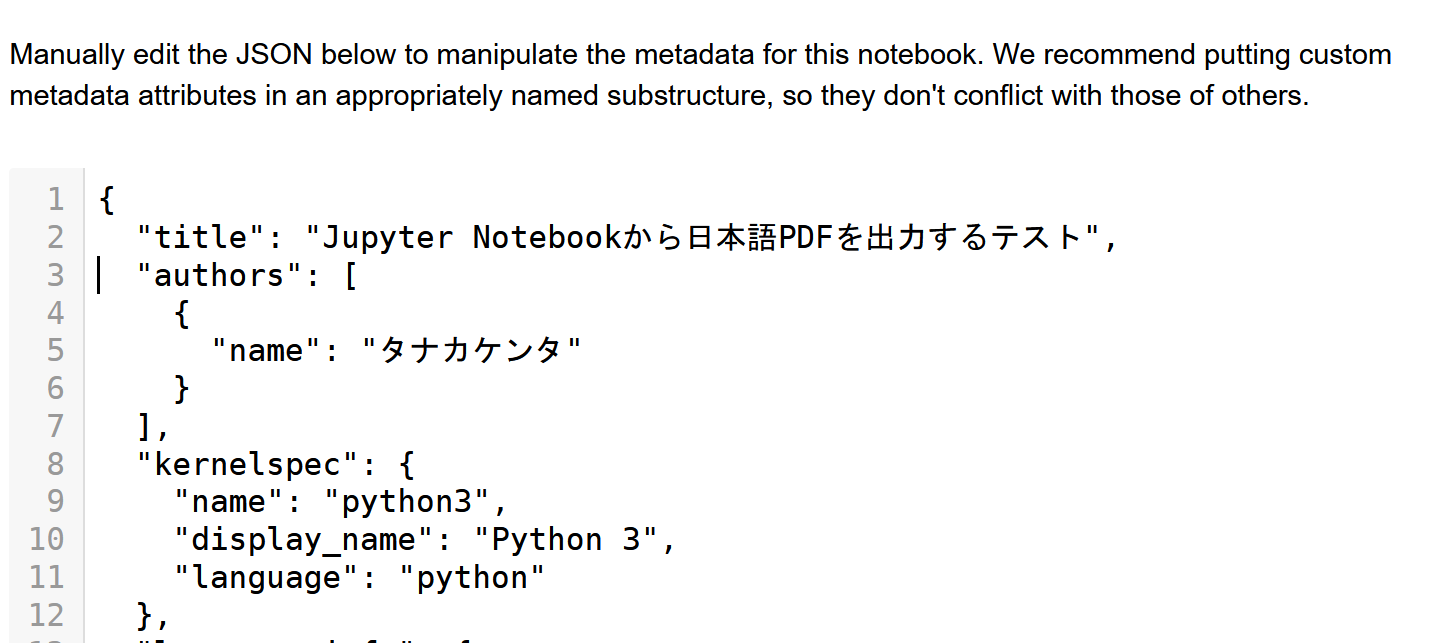 Manually edit the JSON below to manipulate the metadata for this notebook. We recommend putting custom
metadata attributes in an appropriately named substructure, so they don't conflict with those of others.
1 {
2   "title": "Jupyter Notebookから日本語PDFを出力するテスト",
3   "authors": [
4     {
5       "name": "タナカケンタ"
6     }
7   ],
8   "kernelspec": {
9     "name": "python3",
10     "display_name": "Python 3",
11     "language": "python"
12   },